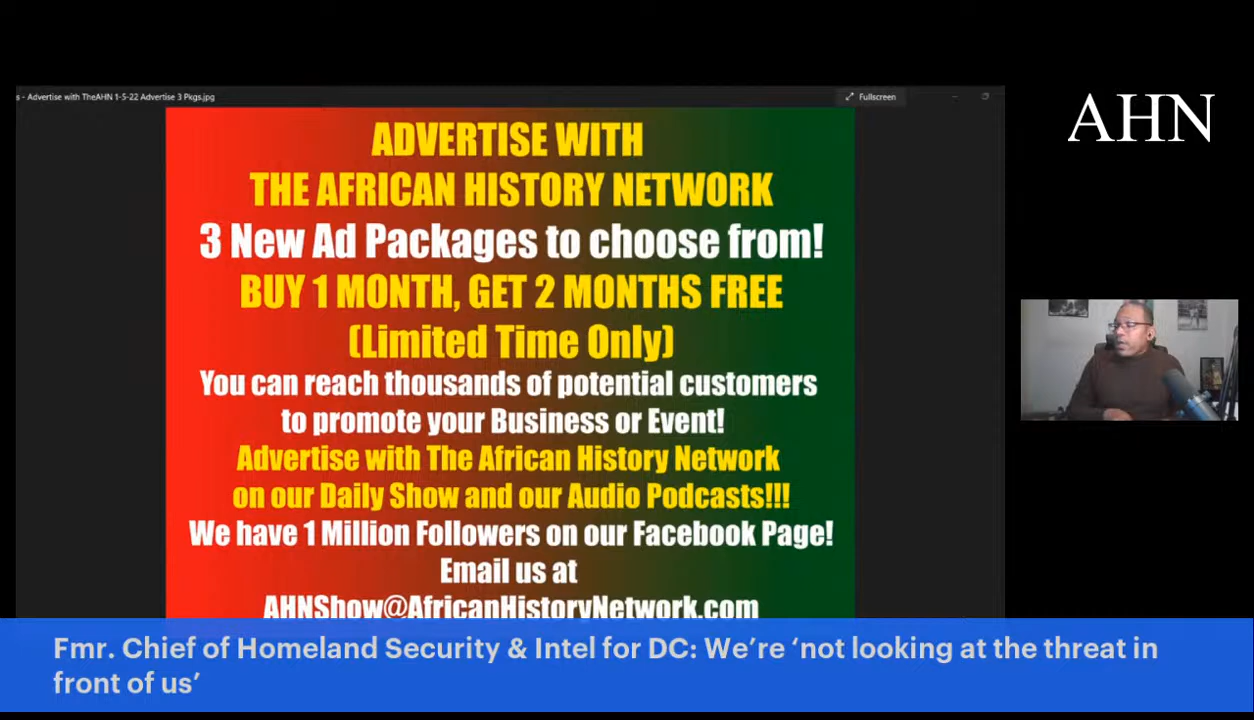 s - Advertise with TheAHN 1-5-22 Advertise 3 Pkgs.jpg
Fullscreen
AHN
ADVERTISE WITH
THE AFRICAN HISTORY NETWORK
3 New Ad Packages to choose from!
BUY 1 MONTH, GET 2 MONTHS FREE
(Limited Time Only)
You can reach thousands of potential customers
to promote your Business or Event!
Advertise with The African History Network
on our Daily Show and our Audio Podcasts!!!
We have 1 Million Followers on our Facebook Page!
Email us at
AHNShow@AfricanHistoryNetwork.com
Fmr. Chief of Homeland Security & Intel for DC: We’re ‘not looking at the threat in
front of us’